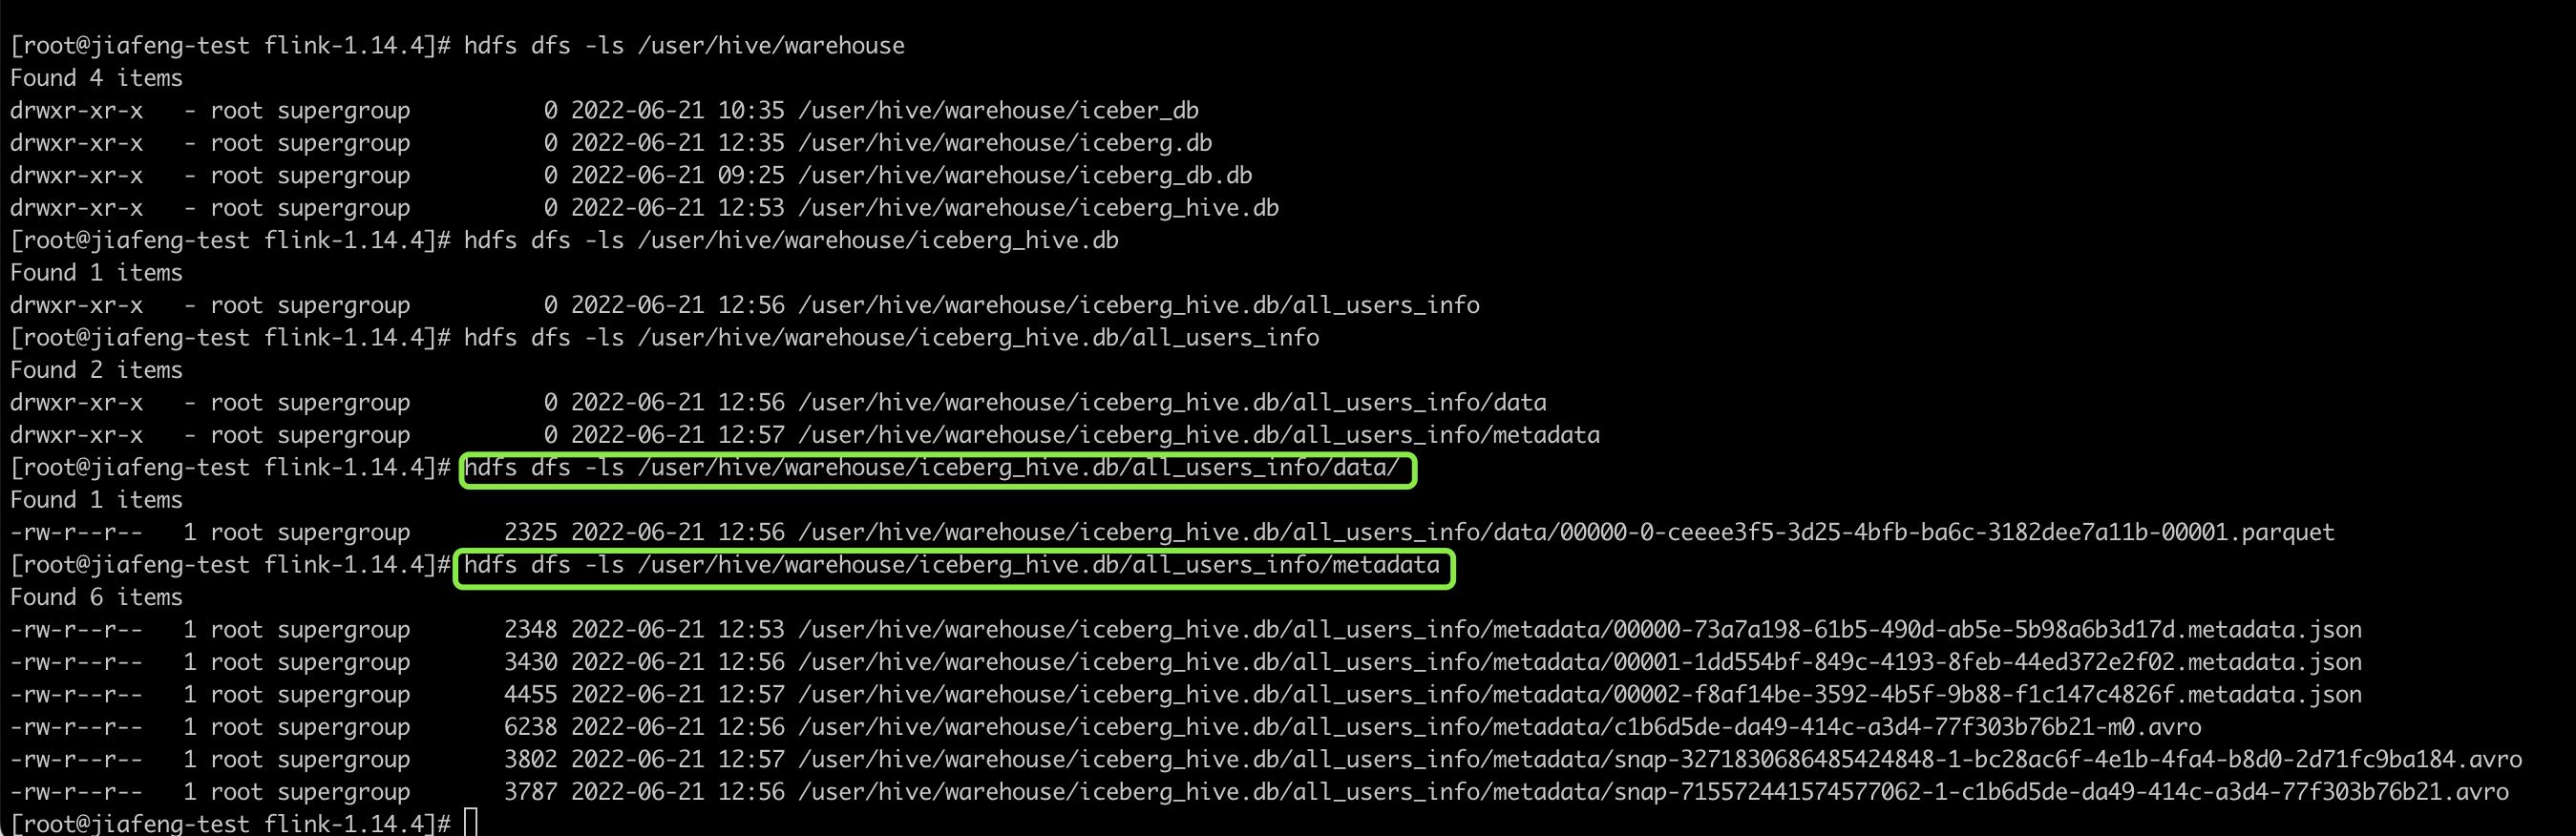 [root@jiafeng-test flink-1.14.4]# hdfs dfs -ls /user/hive/warehouse
Found 4 items
drwxr-xr-x   - root supergroup          0 2022-06-21 10:35 /user/hive/warehouse/iceber_db
drwxr-xr-x   - root supergroup          0 2022-06-21 12:35 /user/hive/warehouse/iceberg.db
drwxr-xr-x   - root supergroup          0 2022-06-21 09:25 /user/hive/warehouse/iceberg_db.db
drwxr-xr-x   - root supergroup          0 2022-06-21 12:53 /user/hive/warehouse/iceberg_hive.db
[root@jiafeng-test flink-1.14.4]# hdfs dfs -ls /user/hive/warehouse/iceberg_hive.db
Found 1 items
drwxr-xr-x   - root supergroup          0 2022-06-21 12:56 /user/hive/warehouse/iceberg_hive.db/all_users_info
[root@jiafeng-test flink-1.14.4]# hdfs dfs -ls /user/hive/warehouse/iceberg_hive.db/all_users_info
Found 2 items
drwxr-xr-x   - root supergroup          0 2022-06-21 12:56 /user/hive/warehouse/iceberg_hive.db/all_users_info/data
drwxr-xr-x   - root supergroup          0 2022-06-21 12:57 /user/hive/warehouse/iceberg_hive.db/all_users_info/metadata
[root@jiafeng-test flink-1.14.4]# hdfs dfs -ls /user/hive/warehouse/iceberg_hive.db/all_users_info/data/
Found 1 items
-rw-r--r--   1 root supergroup       2325 2022-06-21 12:56 /user/hive/warehouse/iceberg_hive.db/all_users_info/data/00000-0-ceeee3f5-3d25-4bfb-ba6c-3182dee7a11b-00001.parquet
[root@jiafeng-test flink-1.14.4]# hdfs dfs -ls /user/hive/warehouse/iceberg_hive.db/all_users_info/metadata
Found 6 items
-rw-r--r--   1 root supergroup       2348 2022-06-21 12:53 /user/hive/warehouse/iceberg_hive.db/all_users_info/metadata/00000-73a7a198-61b5-490d-ab5e-5b98a6b3d17d.metadata.json
-rw-r--r--   1 root supergroup       3430 2022-06-21 12:56 /user/hive/warehouse/iceberg_hive.db/all_users_info/metadata/00001-1dd554bf-849c-4193-8feb-44ed372e2f02.metadata.json
-rw-r--r--   1 root supergroup       4455 2022-06-21 12:57 /user/hive/warehouse/iceberg_hive.db/all_users_info/metadata/00002-f8af14be-3592-4b5f-9b88-f1c147c4826f.metadata.json
-rw-r--r--   1 root supergroup       6238 2022-06-21 12:56 /user/hive/warehouse/iceberg_hive.db/all_users_info/metadata/c1b6d5de-da49-414c-a3d4-77f303b76b21-m0.avro
-rw-r--r--   1 root supergroup       3802 2022-06-21 12:57 /user/hive/warehouse/iceberg_hive.db/all_users_info/metadata/snap-3271830686485424848-1-bc28ac6f-4e1b-4fa4-b8d0-2d71fc9ba184.avro
-rw-r--r--   1 root supergroup       3787 2022-06-21 12:56 /user/hive/warehouse/iceberg_hive.db/all_users_info/metadata/snap-715572441574577062-1-c1b6d5de-da49-414c-a3d4-77f303b76b21.avro
[root@jiafeng-test flink-1.14.4]#